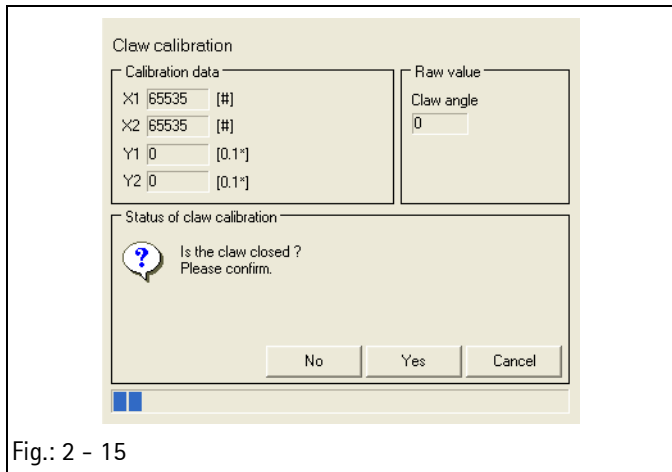 Claw calibration
Calibration data
X1 65535 [#]
X2 65535 [#]
Y1 0 [0.1°]
Y2 0 [0.1°]
Raw value
Claw angle
0
Status of claw calibration
Is the claw closed ?
Please confirm.
No Yes Cancel
Fig.: 2 - 15